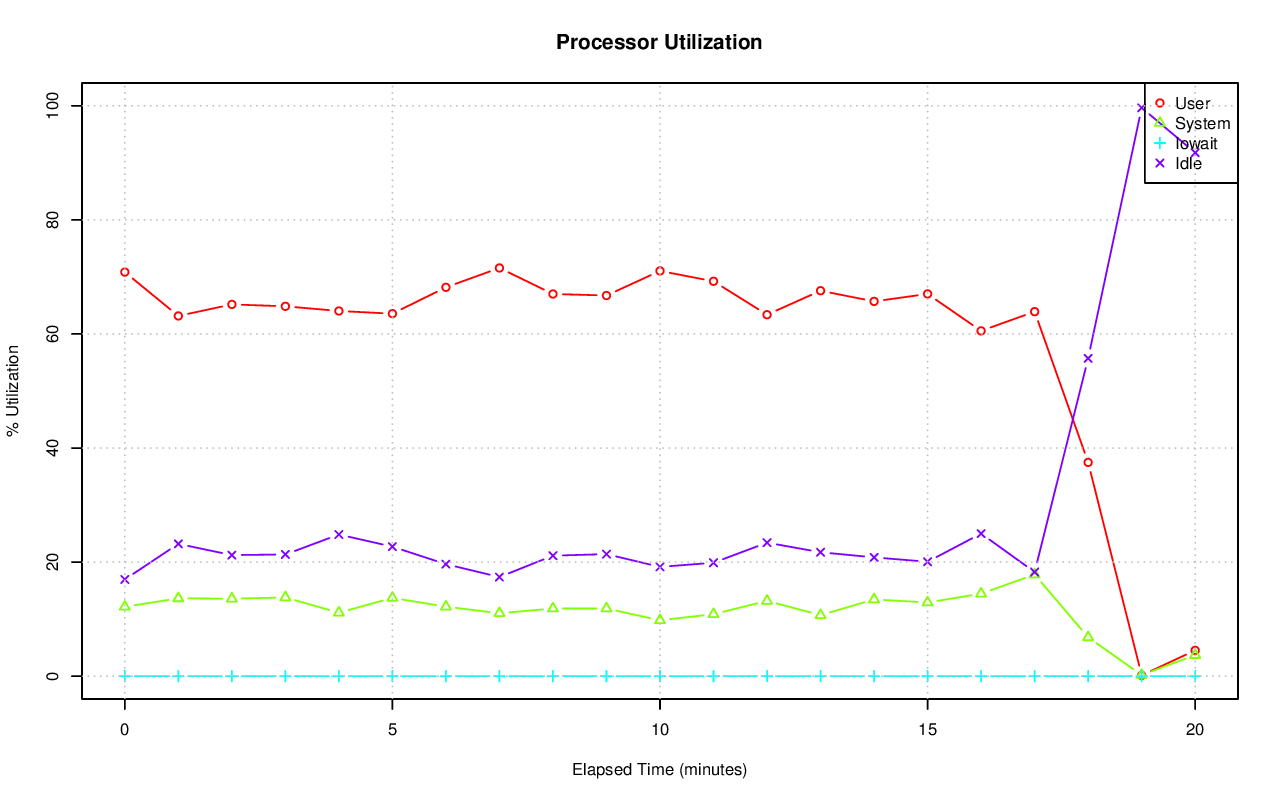 Processor Utilization
100
80
60
40
20
0
% Utilization
User
System
Iowait
Idle
0 5 10 15 20
Elapsed Time (minutes)